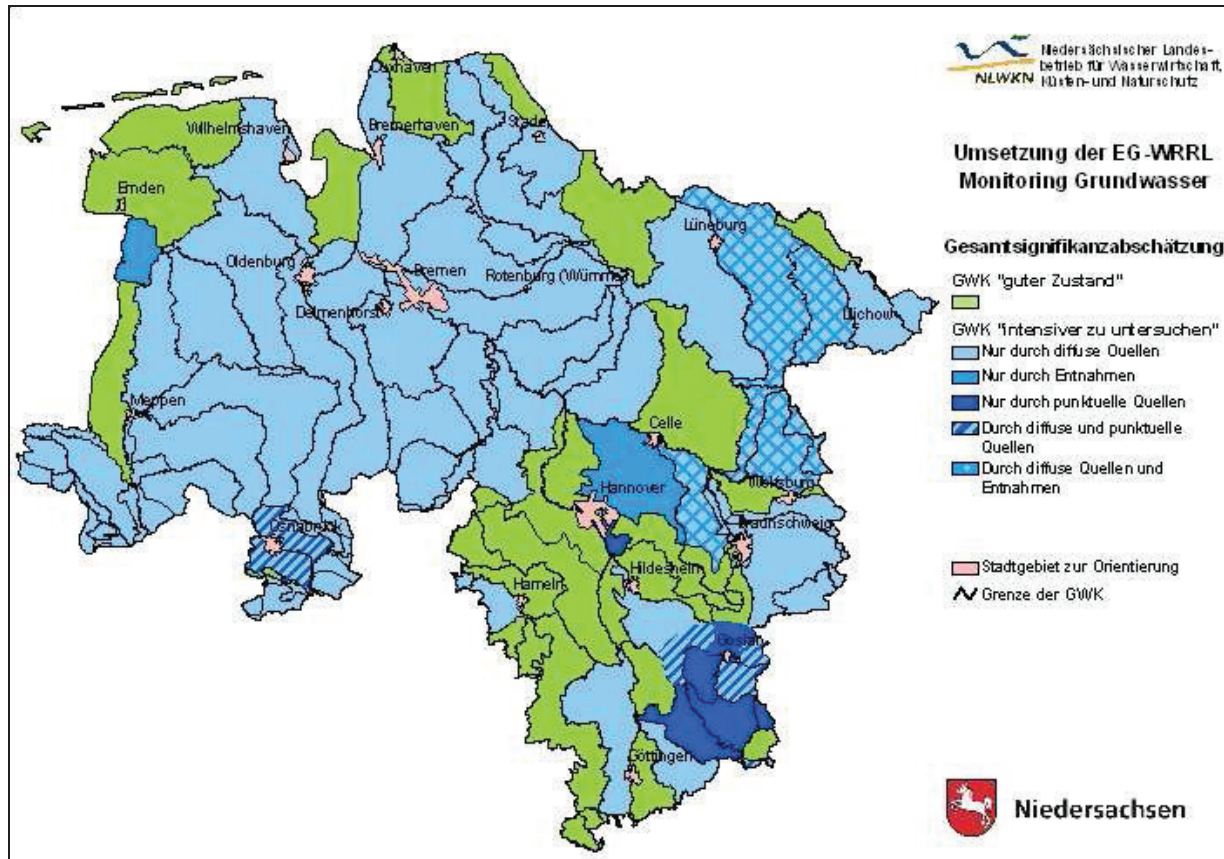 Niedersächsischer Landes-
betrieb für Wasserwirtschaft,
Küsten- und Naturschutz
NLWKN
Umsetzung der EG-WRRL
Monitoring Grundwasser
Gesamtsignifikanzabschätzung
GWK "guter Zustand"
GWK "intensiver zu untersuchen"
Nur durch diffuse Quellen
Nur durch Entnahmen
Nur durch punktuelle Quellen
Durch diffuse und punktuelle
Quellen
Durch diffuse Quellen und
Entnahmen
Stadtgebiet zur Orientierung
Grenze der GWK
Niedersachsen
Cuxhaven
Wilhelmshaven
Bremerhaven
Stade
Emden
Lüneburg
Oldenburg
Bremen
Rotenburg (Wümme)
Delmenhorst
Lüchow
Meppen
Celle
Hannover
Wolfsburg
Osnabrück
Braunschweig
Hildesheim
Hameln
Goslar
Göttingen